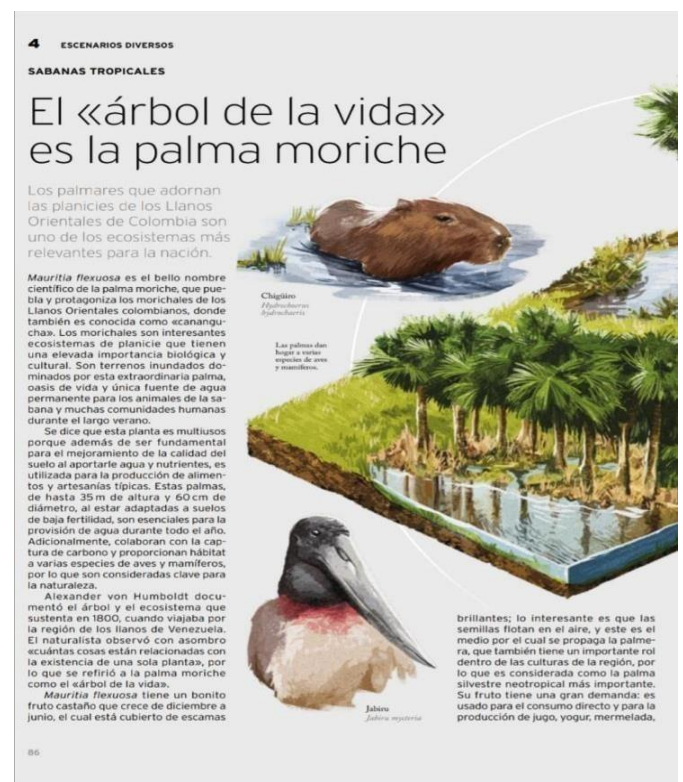 4 ESCENARIOS DIVERSOS
SABANAS TROPICALES
El «árbol de la vida»
es la palma moriche
Los palmares que adornan
las planicies de los Llanos
Orientales de Colombia son
uno de los ecosistemas más
relevantes para la nación.
Mauritia flexuosa es el bello nombre
científico de la palma moriche, que pue-
bla y protagoniza los morichales de los
Llanos Orientales colombianos, donde
también es conocida como «canangu-
cha». Los morichales son interesantes
ecosistemas de planicie que tienen
una elevada importancia biológica y
cultural. Son terrenos inundados do-
minados por esta extraordinaria palma,
oasis de vida y única fuente de agua
permanente para los animales de la sa-
bana y muchas comunidades humanas
durante el largo verano.
Se dice que esta planta es multiusos
porque además de ser fundamental
para el mejoramiento de la calidad del
suelo al aportarle agua y nutrientes, es
utilizada para la producción de alimen-
tos y artesanías típicas. Estas palmas,
de hasta 35 m de altura y 60 cm de
diámetro, al estar adaptadas a suelos
de baja fertilidad, son esenciales para la
provisión de agua durante todo el año.
Adicionalmente, colaboran con la cap-
tura de carbono y proporcionan hábitat
a varias especies de aves y mamíferos,
por lo que son consideradas clave para
la naturaleza.
Alexander von Humboldt docu-
mentó el árbol y el ecosistema que
sustenta en 1800, cuando viajaba por
la región de los llanos de Venezuela.
El naturalista observó con asombro
«cuántas cosas están relacionadas con
la existencia de una sola planta», por
lo que se refirió a la palma moriche
como el «árbol de la vida».
Mauritia flexuosa tiene un bonito
fruto castaño que crece de diciembre a
junio, el cual está cubierto de escamas
Chigüiro
Hydrochoerus
hydrochaeris
Las palmas dan
hogar a varias
especies de aves
y mamíferos.
Jabiru
Jabiru mycteria
brillantes; lo interesante es que las
semillas flotan en el aire, y este es el
medio por el cual se propaga la palme-
ra, que también tiene un importante rol
dentro de las culturas de la región, por
lo que es considerada como la palma
silvestre neotropical más importante.
Su fruto tiene una gran demanda: es
usado para el consumo directo y para la
producción de jugo, yogur, mermelada,
86